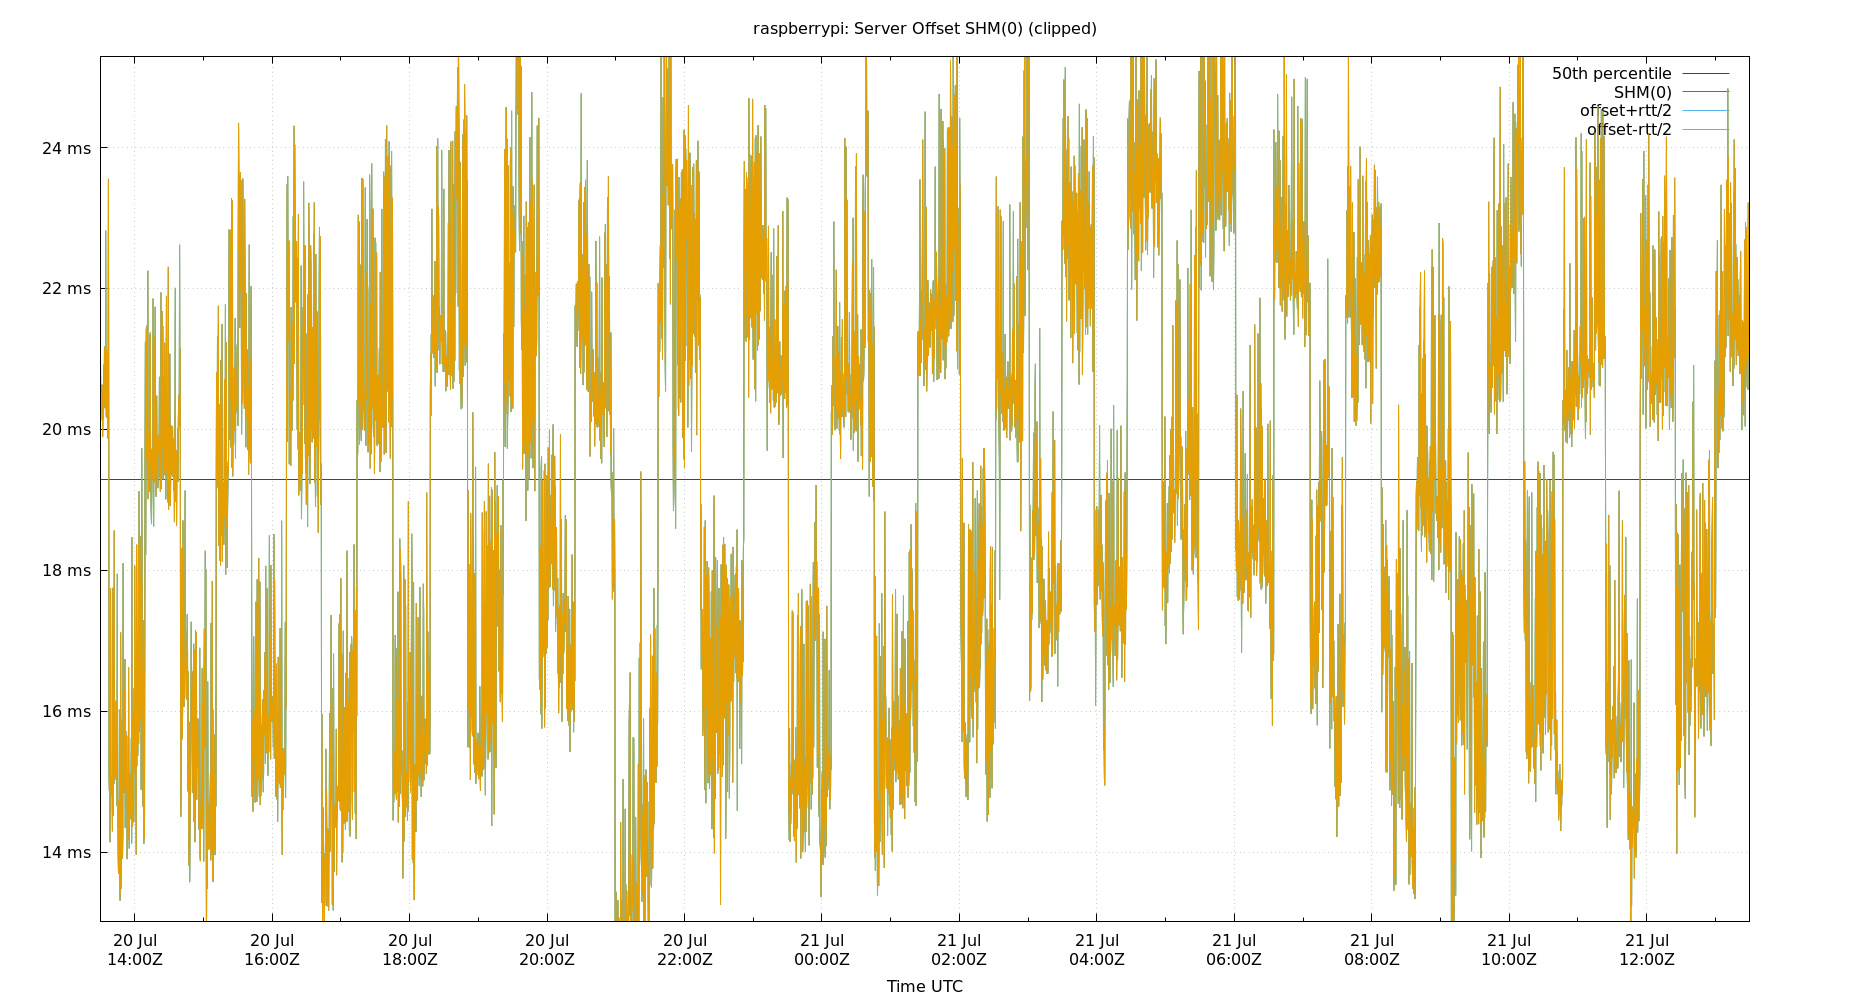 raspberrypi: Server Offset SHM(0) (clipped)
50th percentile
SHM(0)
offset+rtt/2
offset-rtt/2
24 ms
22 ms
20 ms
18 ms
16 ms
14 ms
20 Jul 20 Jul 20 Jul 20 Jul 20 Jul 21 Jul 21 Jul 21 Jul 21 Jul 21 Jul 21 Jul 21 Jul
14:00Z 16:00Z 18:00Z 20:00Z 22:00Z 00:00Z 02:00Z 04:00Z 06:00Z 08:00Z 10:00Z 12:00Z
Time UTC